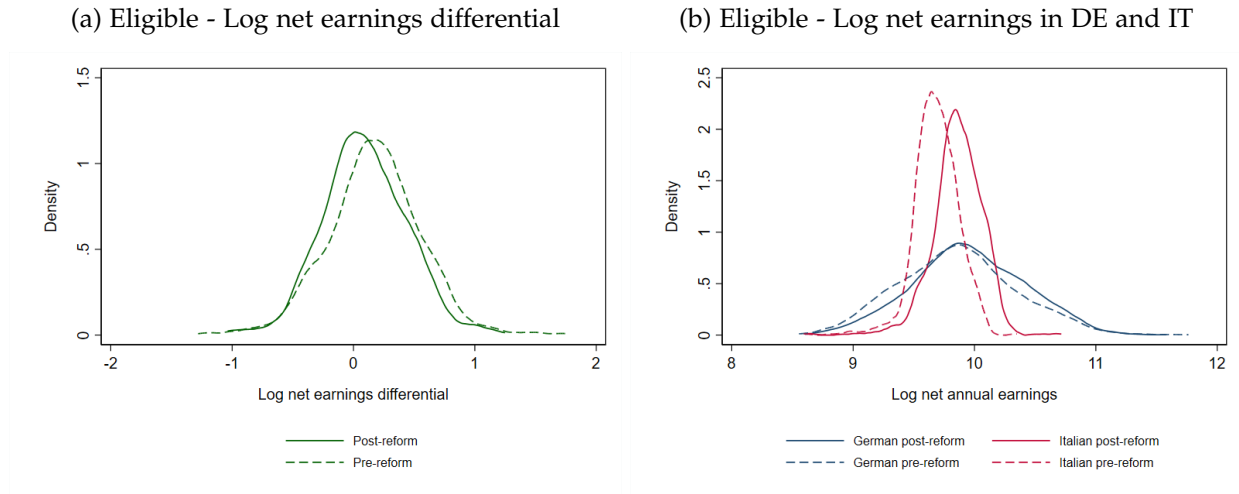 (a) Eligible - Log net earnings differential
1.5
1
.5
0
Density
-2
-1
0
1
2
Log net earnings differential
Post-reform
Pre-reform
(b) Eligible - Log net earnings in DE and IT
2.5
2
1.5
1
.5
0
Density
8
9
10
11
12
Log net annual earnings
German post-reform
Italian post-reform
German pre-reform
Italian pre-reform